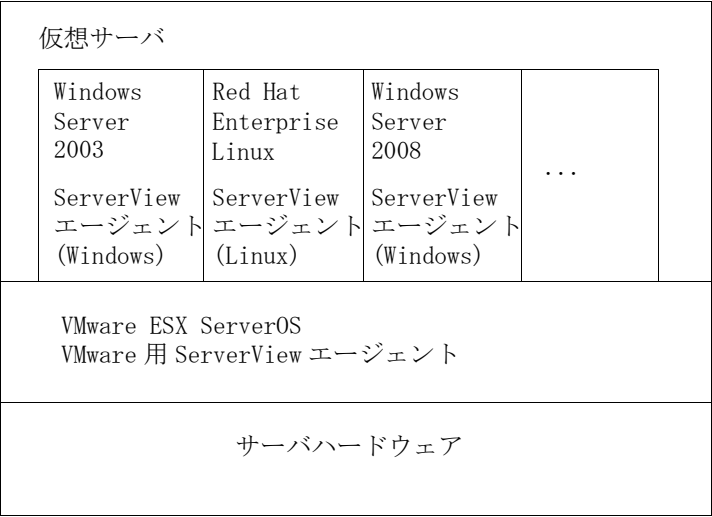 仮想サーバ
Windows
Server
2003
ServerView
エージェント
(Windows)
Red Hat
Enterprise
Linux
ServerView
エージェント
(Linux)
Windows
Server
2008
ServerView
エージェント
(Windows)
...
VMware ESX ServerOS
VMware 用 ServerView エージェント
サーバハードウェア